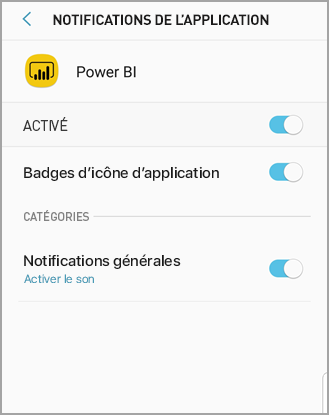 NOTIFICATIONS DE L'APPLICATION
Power BI
ACTIVÉ
Badges d'icône d'application
CATÉGORIES
Notifications générales
Activer le son